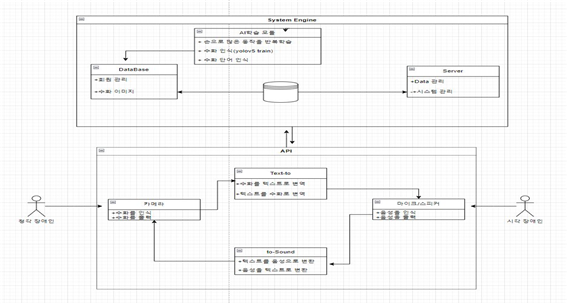 System Engine
AI학습 모듈
+ 손으로 많은 동작을 반복학습
+ 수화 인식(yolov5 train)
+ 수화 단어 인식
DataBase
+회원 관리
+수화 이미지
Server
+Data 관리
+시스템 관리
API
Text-to
+수화를 텍스트로 번역
+텍스트를 수화로 번역
카메라
+수화를 인식
+수화를 출력
마이크/스피커
+음성을 인식
+음성을 출력
청각 장애인
시각 장애인
to-Sound
+텍스트를 음성으로 변환
+음성을 텍스트로 변환